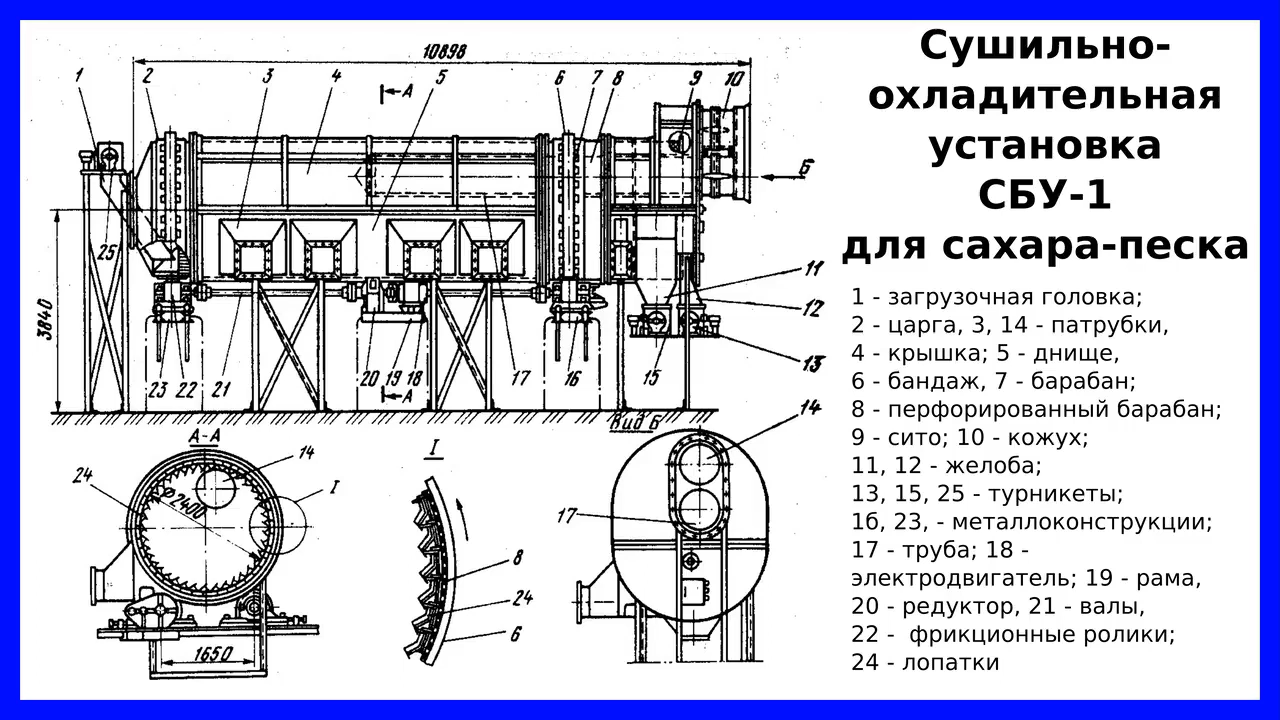 Сушильно-
охладительная
установка
СБУ-1
для сахара-песка
1 - загрузочная головка;
2 - царга, 3, 14 - патрубки,
4 - крышка; 5 - днище,
6 - бандаж, 7 - барабан;
8 - перфорированный барабан;
9 - сито; 10 - кожух;
11, 12 - желоба;
13, 15, 25 - турникеты;
1б, 23, - металлоконструкции;
17 - труба; 18 -
электродвигатель; 19 - рама,
20 - редуктор, 21 - валы,
22 -  фрикционные ролики;
24 - лопатки
10898
1 2 3 4 5 6 7 8 9 10
А
Б
25
11
12
13
3840
23 22 21 20 19 18 17 16 15
А
Вид Б
14
А-А
24
14
I
⌀2400
1650
I
8
24
6
17